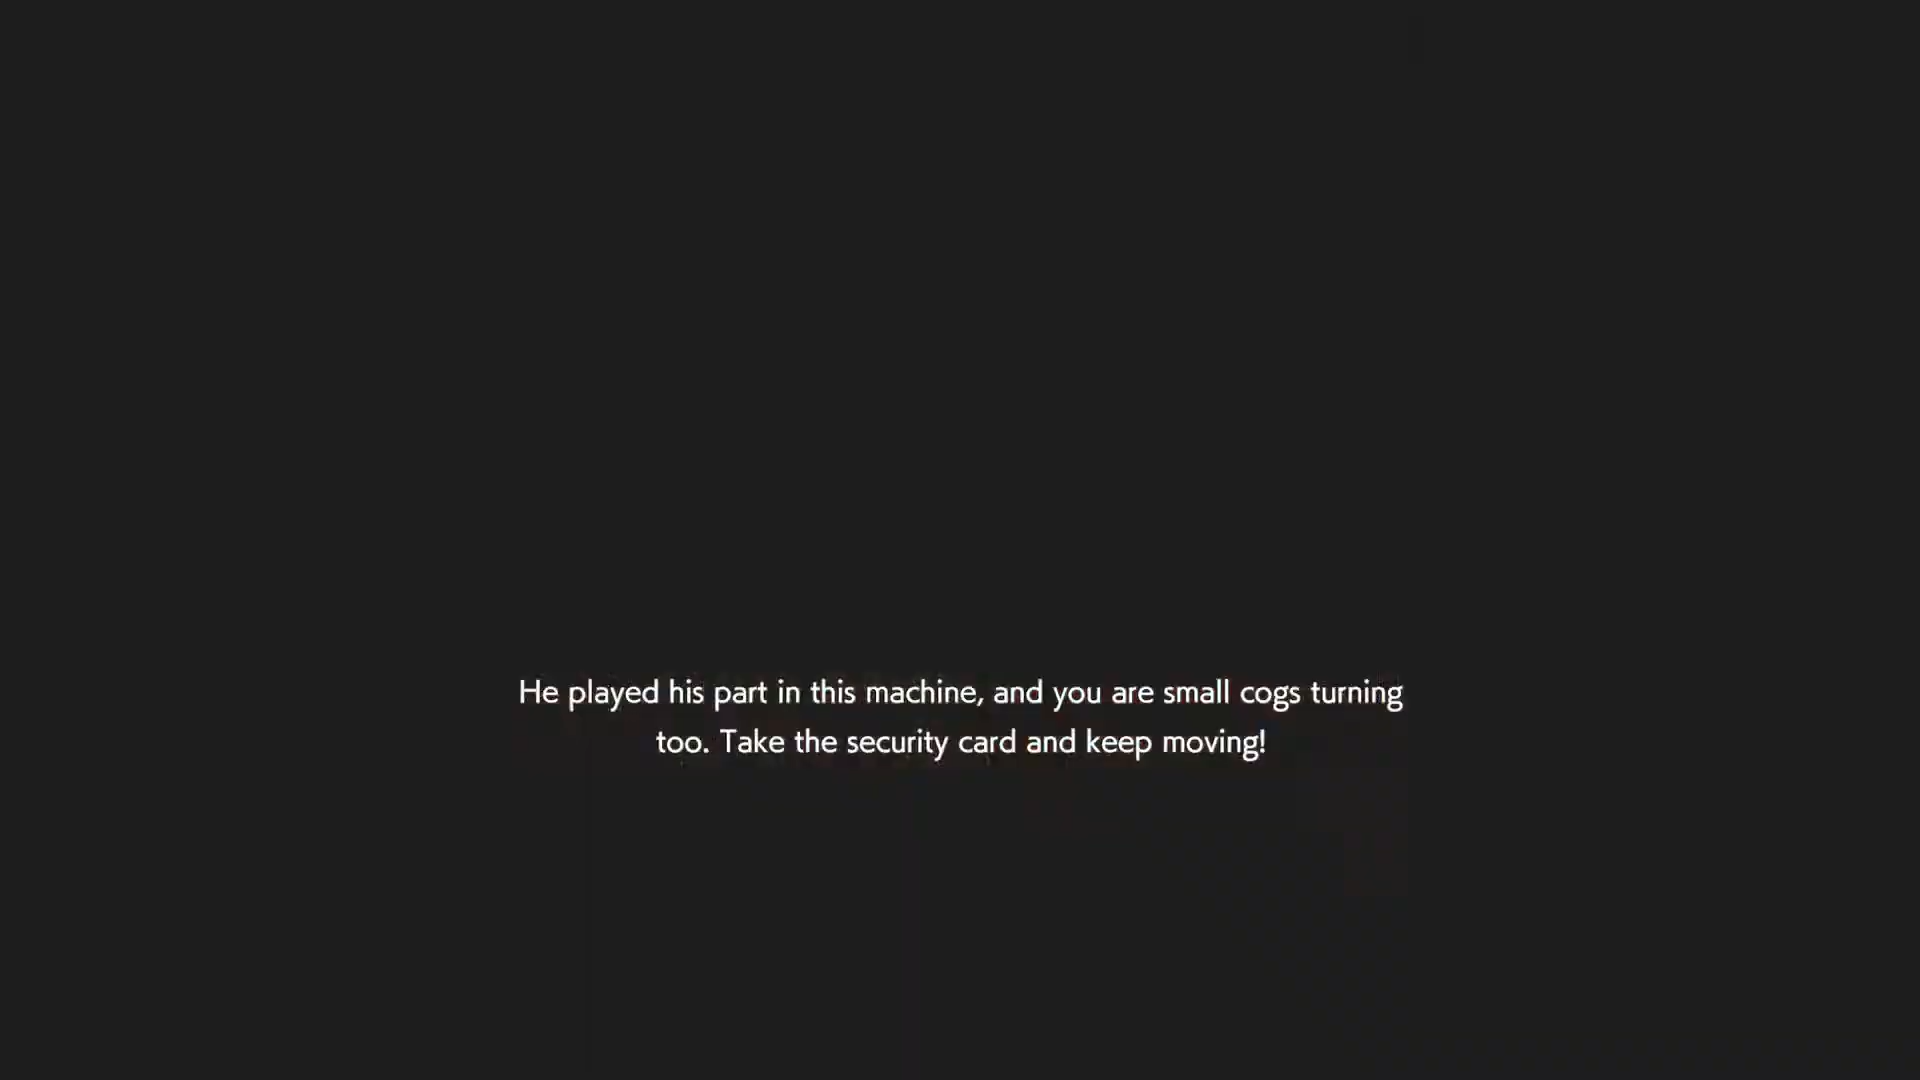 He played his part in this machine, and you are small cogs turning
too. Take the security card and keep moving!